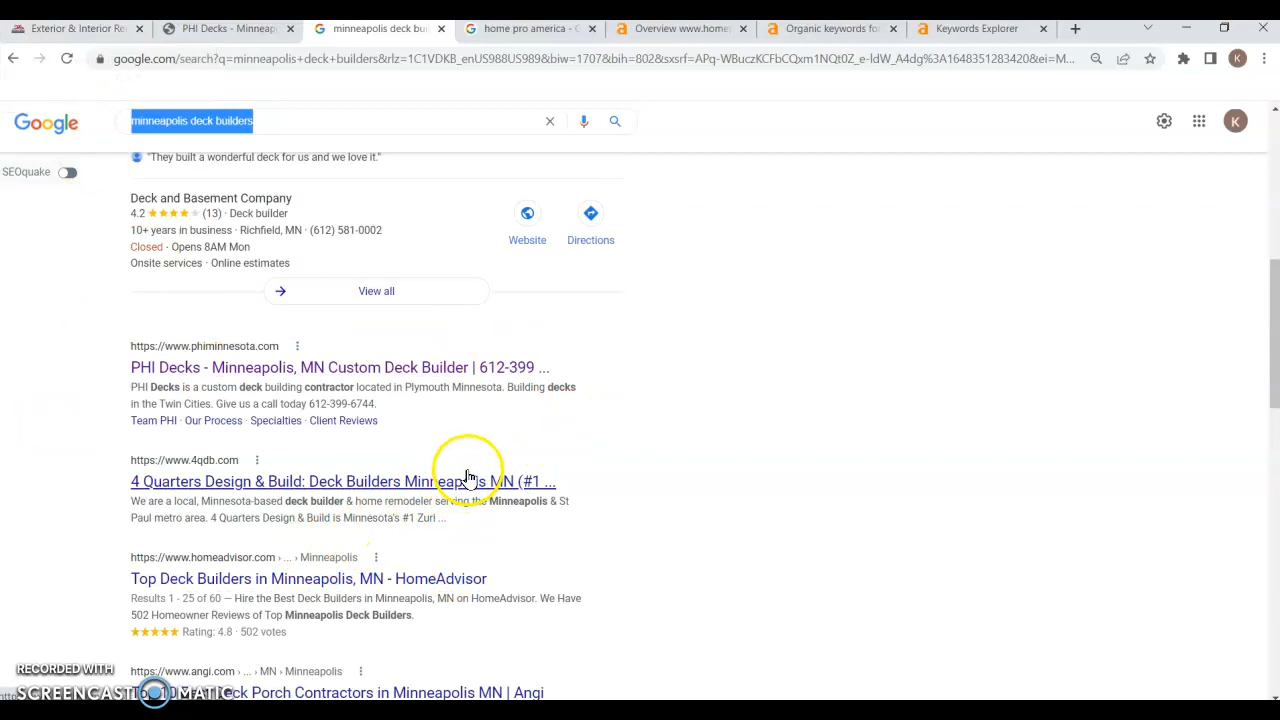 Exterior & Interior Re
PHI Decks - Minneap
minneapolis deck bui
home pro america - G
Overview www.home
Organic keywords fo
Keywords Explorer
google.com/search?q=minneapolis+deck+builders&rlz=1C1VDKB_enUS989US989&biw=1707&bih=802&sxsrf=APq-WBuczKCFbCQxm1NQt0Z_e-ldW_A4dg%3A1648351283420&ei=M...
K
Google
minneapolis deck builders
K
SEOquake
"They built a wonderful deck for us and we love it."
Deck and Basement Company
4.2 (13) · Deck builder
10+ years in business · Richfield, MN · (612) 581-0002
Closed · Opens 8AM Mon
Onsite services · Online estimates
Website
Directions
View all
https://www.phiminnesota.com
PHI Decks - Minneapolis, MN Custom Deck Builder | 612-399 ...
PHI Decks is a custom deck building contractor located in Plymouth Minnesota. Building decks
in the Twin Cities. Give us a call today 612-399-6744.
Team PHI · Our Process · Specialties · Client Reviews
https://www.4qdb.com
4 Quarters Design & Build: Deck Builders Minneapolis MN (#1 ...
We are a local, Minnesota-based deck builder & home remodeler serving the Minneapolis & St
Paul metro area. 4 Quarters Design & Build is Minnesota's #1 Zuri ...
https://www.homeadvisor.com › ... › Minneapolis
Top Deck Builders in Minneapolis, MN - HomeAdvisor
Results 1 - 25 of 60 — Hire the Best Deck Builders in Minneapolis, MN on HomeAdvisor. We Have
502 Homeowner Reviews of Top Minneapolis Deck Builders.
Rating: 4.8 · 502 votes
https://www.angi.com › ... › MN › Minneapolis
Deck Porch Contractors in Minneapolis MN | Angi
RECORDED WITH
SCREENCAST MATIC